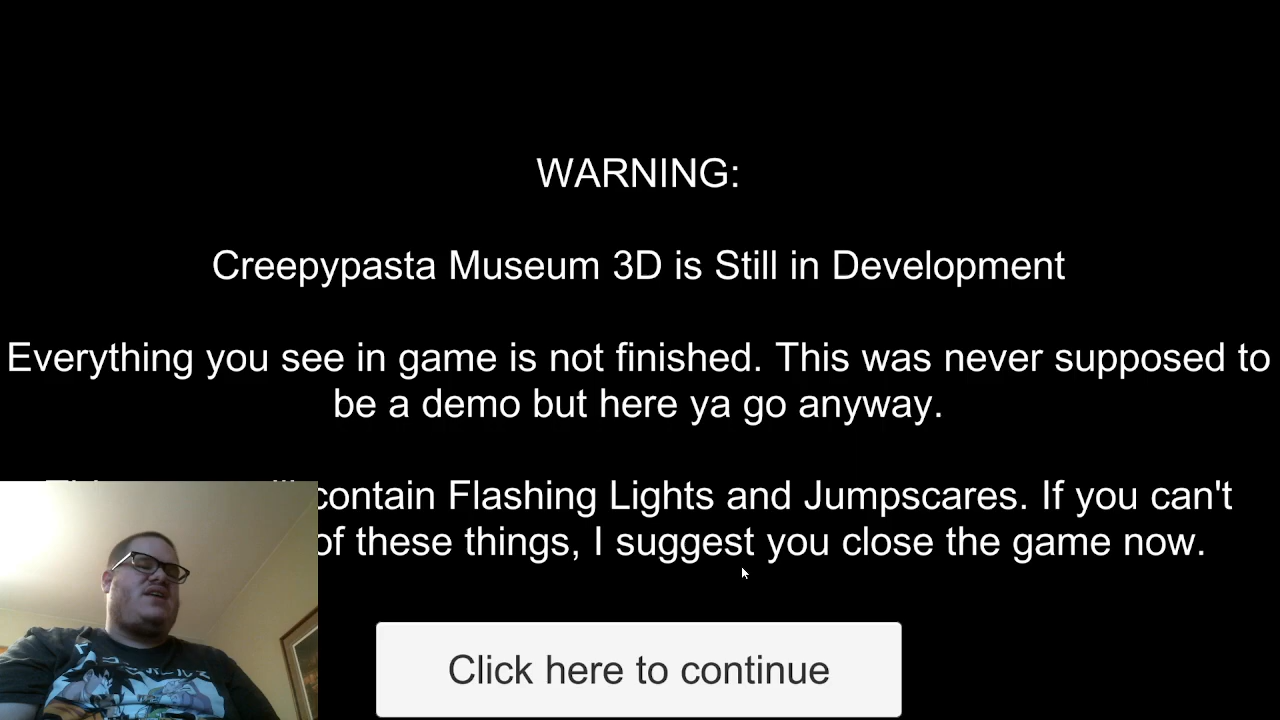 WARNING:
Creepypasta Museum 3D is Still in Development
Everything you see in game is not finished. This was never supposed to
be a demo but here ya go anyway.
contain Flashing Lights and Jumpscares. If you can't
of these things, I suggest you close the game now.
Click here to continue